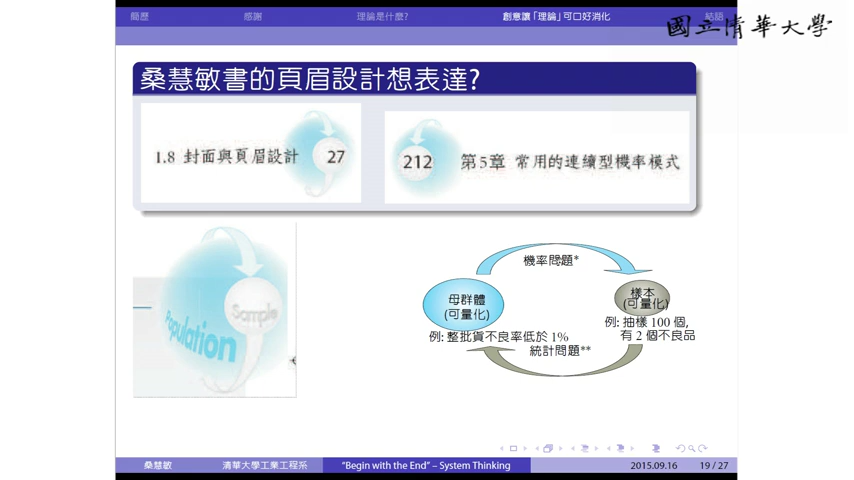 簡歷 感謝 理論是什麼? 創意讓「理論」可口好消化 結語
國立清華大學
桑慧敏書的頁眉設計想表達?
1.8 封面與頁眉設計 27
212 第5章 常用的連續型機率模式
Sample
Population
機率問題*
母群體
(可量化)
樣本
(可量化)
例: 整批貨不良率低於 1%
例: 抽樣 100 個,
有 2 個不良品
統計問題**
桑慧敏 清華大學工業工程系 "Begin with the End" – System Thinking 2015.09.16 19 / 27